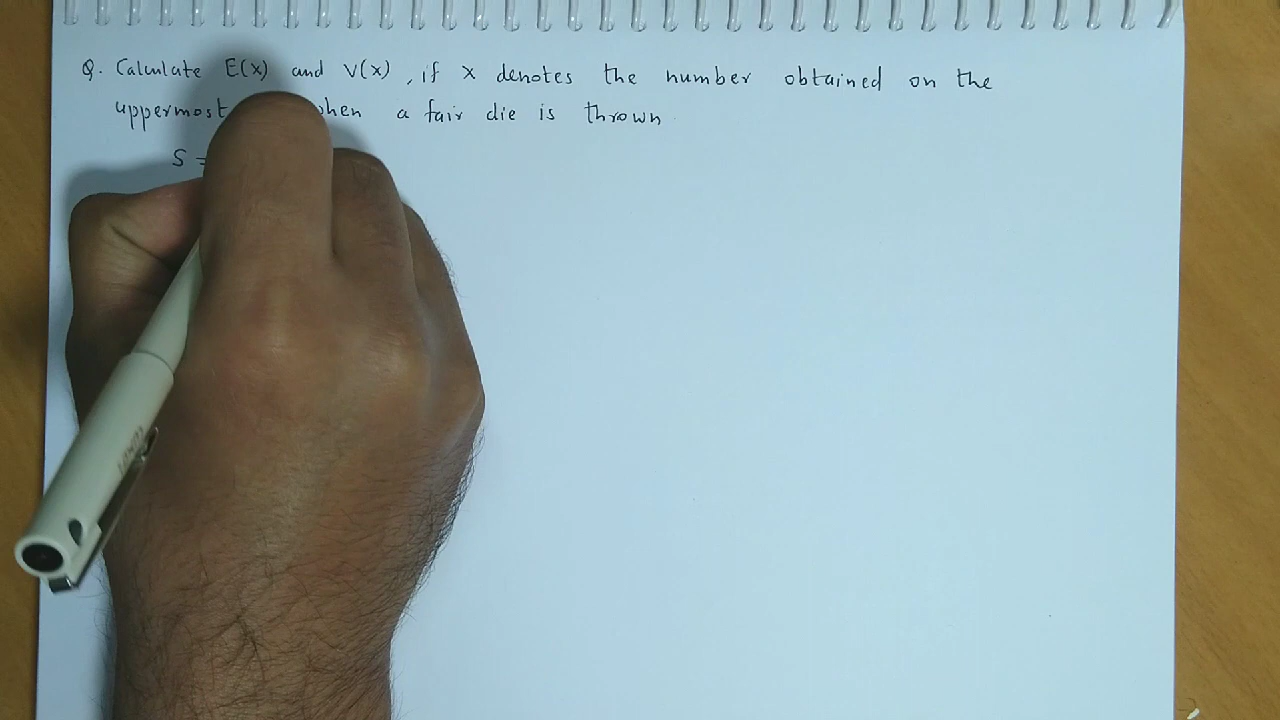 Q. Calculate E(x) and V(x) , if x denotes the number obtained on the
uppermost when a fair die is thrown
S =